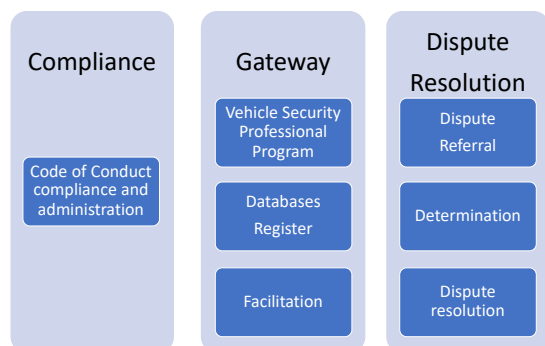 Compliance
Code of Conduct
compliance and
administration
Gateway
Vehicle Security
Professional
Program
Databases
Register
Facilitation
Dispute
Resolution
Dispute
Referral
Determination
Dispute
resolution